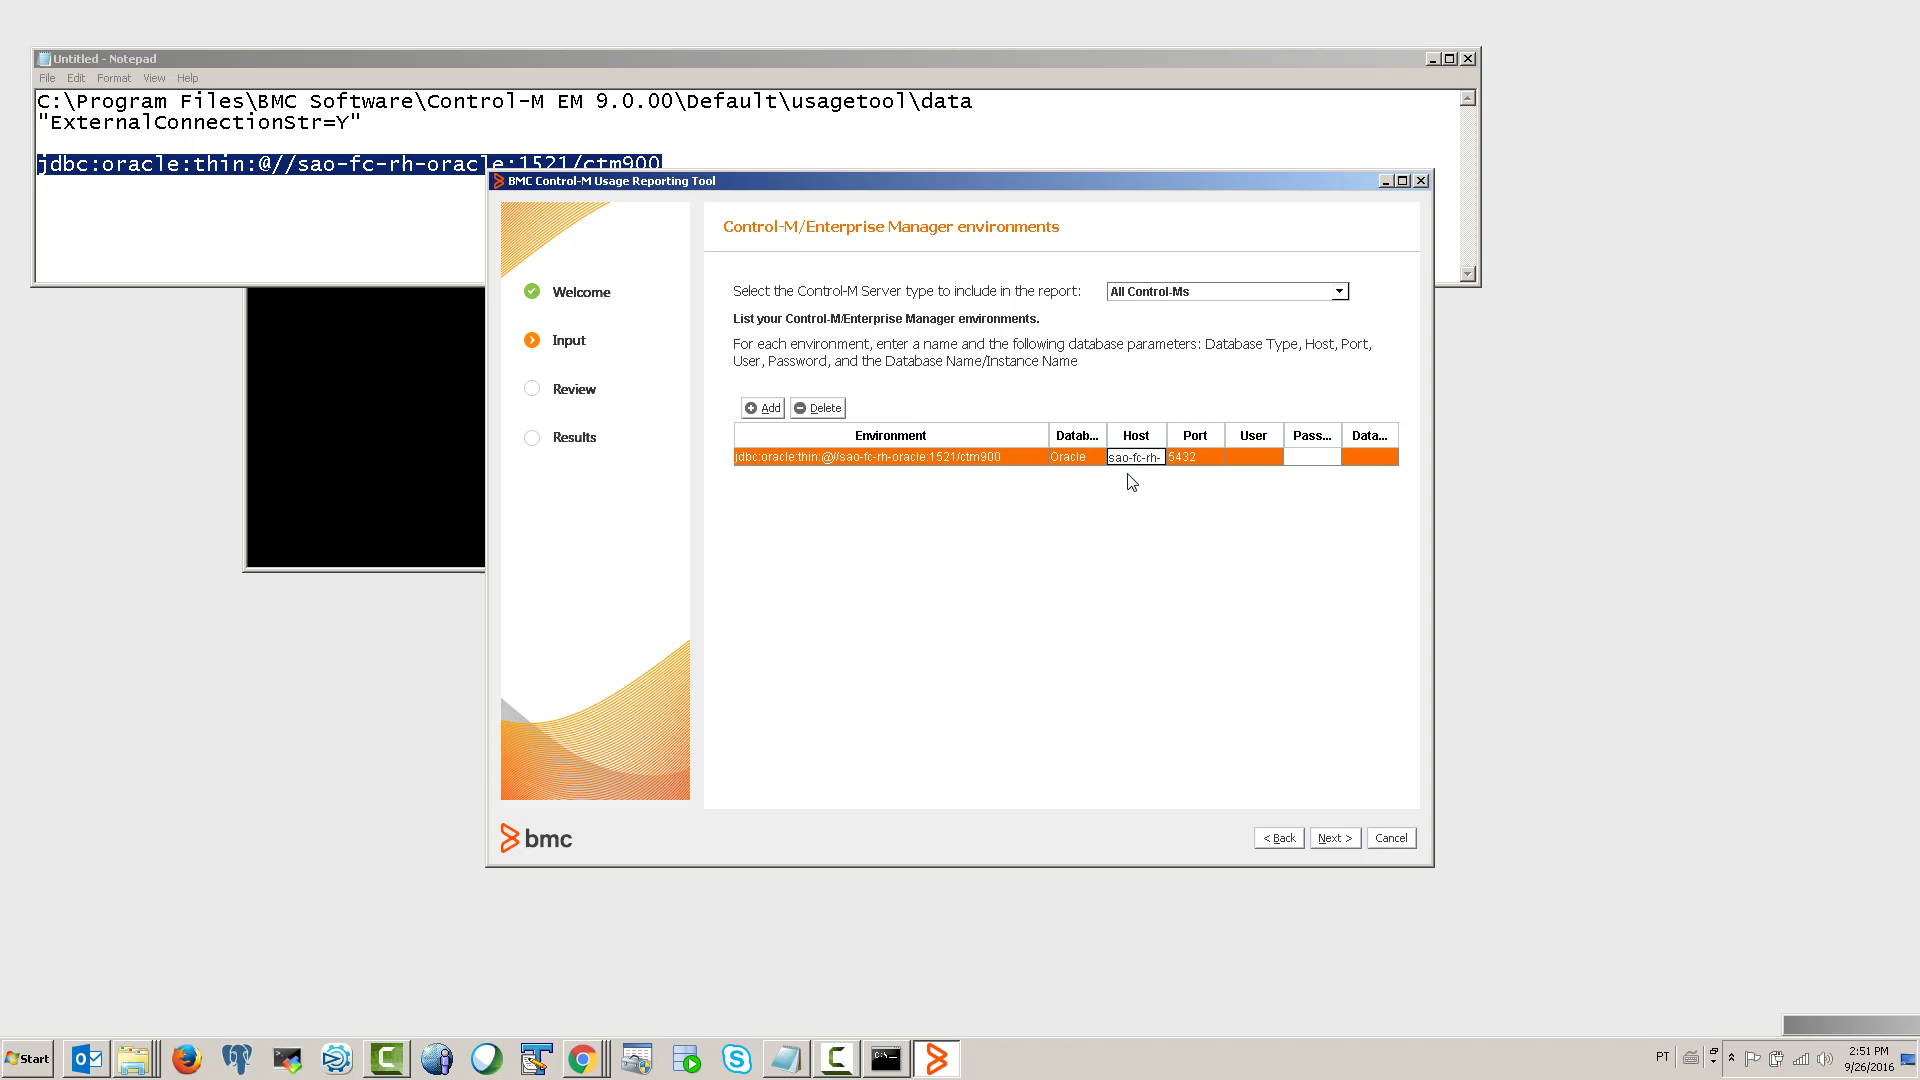 Untitled - Notepad
File Edit Format View Help
C:\Program Files\BMC Software\Control-M EM 9.0.00\Default\usagetool\data
"ExternalConnectionStr=Y"
jdbc:oracle:thin:@//sao-fc-rh-oracle:1521/ctm900
BMC Control-M Usage Reporting Tool
Control-M/Enterprise Manager environments
Welcome
Input
Review
Results
Select the Control-M Server type to include in the report: All Control-Ms
List your Control-M/Enterprise Manager environments.
For each environment, enter a name and the following database parameters: Database Type, Host, Port,
User, Password, and the Database Name/Instance Name
Add Delete
Environment Datab... Host Port User Pass... Data...
jdbc:oracle:thin:@//sao-fc-rh-oracle:1521/ctm900 Oracle sao-fc-rh- 5432
bmc
< Back Next > Cancel
Start
PT
2:51 PM
9/26/2016